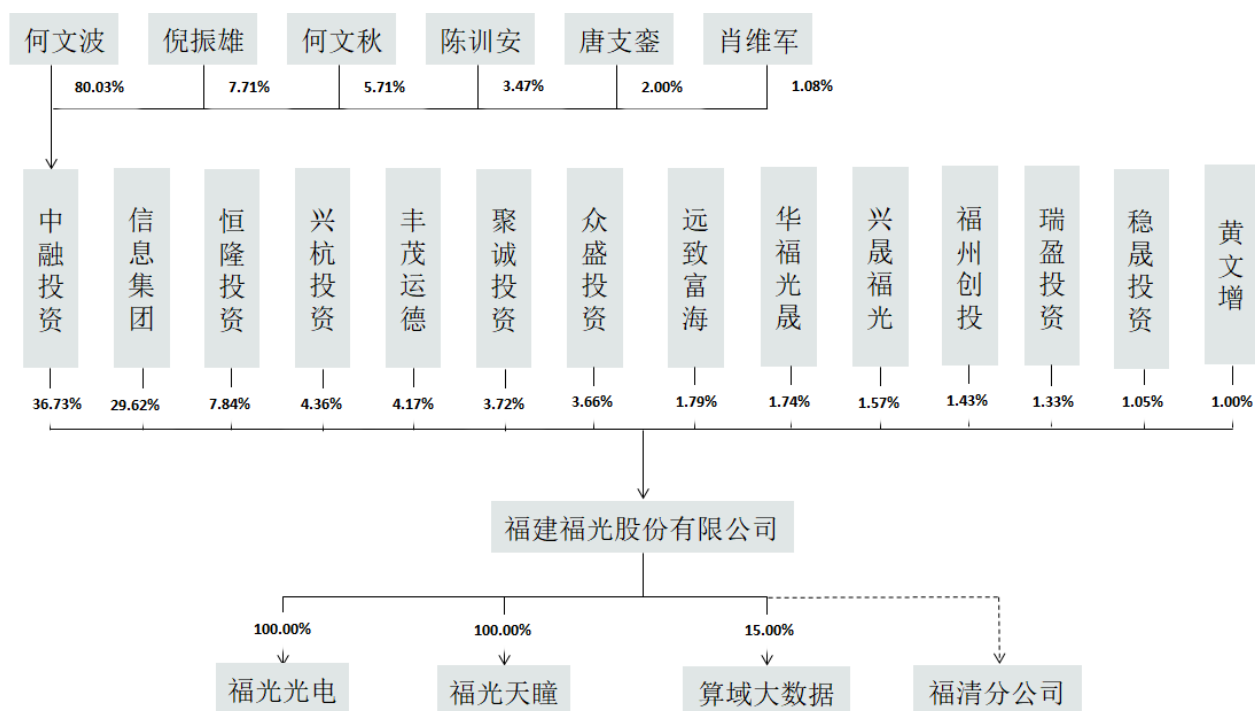 何文波
倪振雄
何文秋
陈训安
唐支銮
肖维军
80.03%
7.71%
5.71%
3.47%
2.00%
1.08%
中融投资
信息集团
恒隆投资
兴杭投资
丰茂运德
聚诚投资
众盛投资
远致富海
华福光晟
兴晟福光
福州创投
瑞盈投资
稳晟投资
黄文增
36.73%
29.62%
7.84%
4.36%
4.17%
3.72%
3.66%
1.79%
1.74%
1.57%
1.43%
1.33%
1.05%
1.00%
福建福光股份有限公司
100.00%
100.00%
15.00%
福光光电
福光天瞳
算域大数据
福清分公司